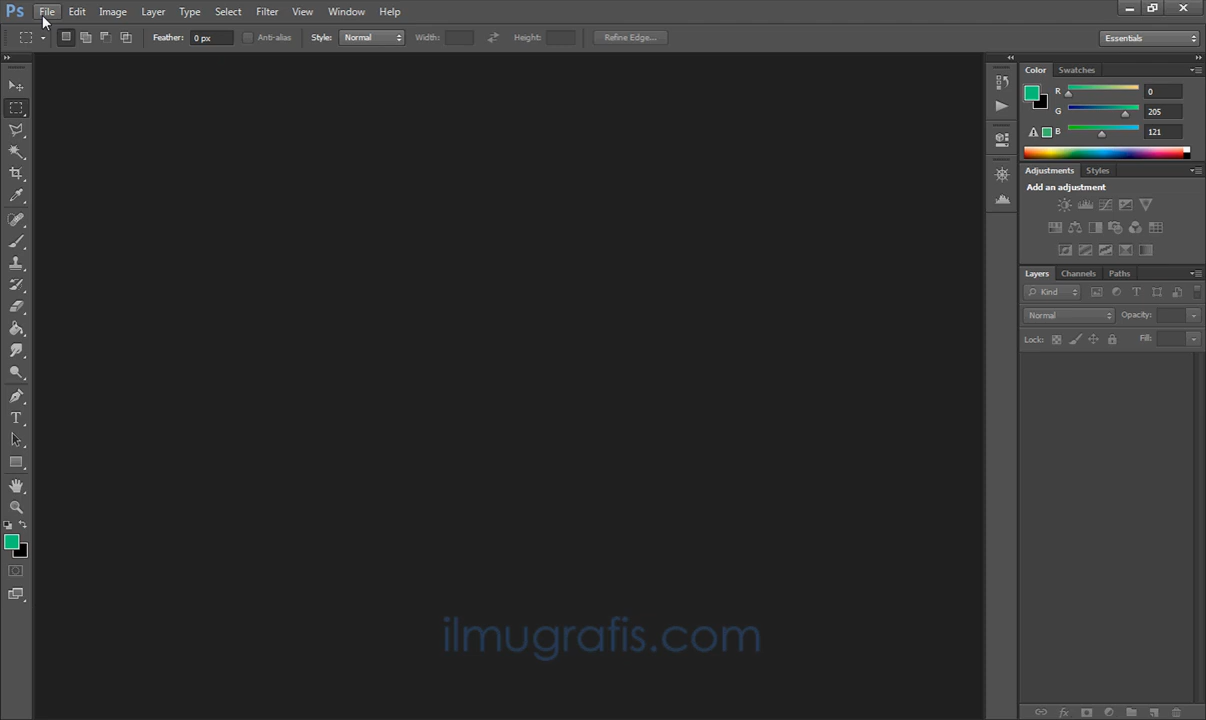 Ps File Edit Image Layer Type Select Filter View Window Help
Feather: 0 px Anti-alias Style: Normal Width: Height: Refine Edge... Essentials
Color Swatches
R 0
G 205
B 121
Adjustments Styles
Add an adjustment
Layers Channels Paths
Kind
Normal Opacity:
Lock: Fill:
ilmugrafis.com